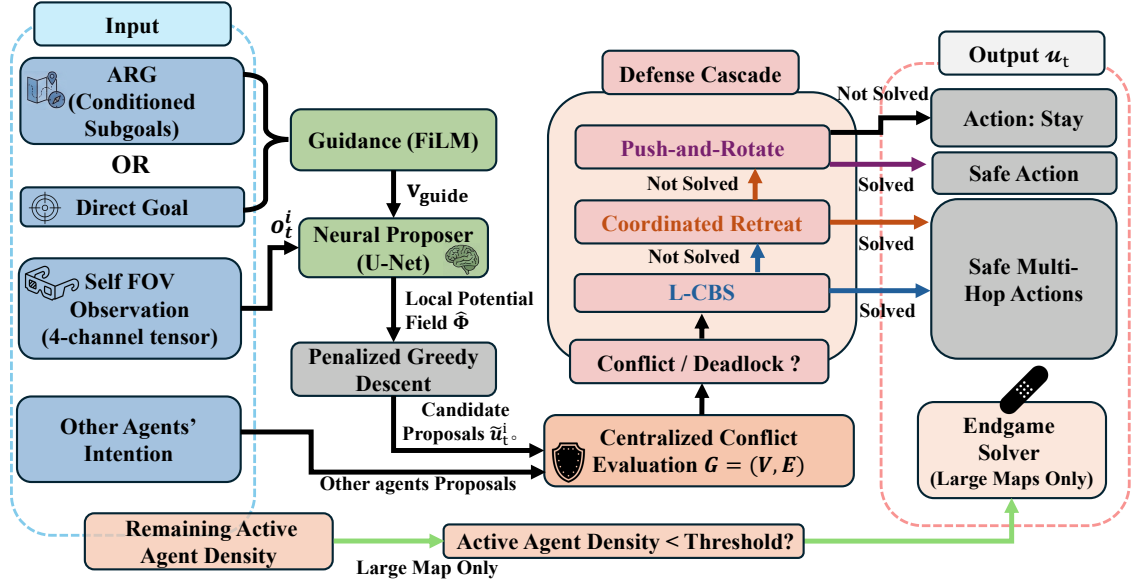 Input
ARG
(Conditioned
Subgoals)
OR
Direct Goal
Self FOV
Observation
(4-channel tensor)
Other Agents'
Intention
Remaining Active
Agent Density
Guidance (FiLM)
v_guide
o_t^i
Neural Proposer
(U-Net)
Local Potential
Field Φ̂
Penalized Greedy
Descent
Candidate
Proposals ũ_t^i。
Other agents Proposals
Large Map Only
Active Agent Density < Threshold?
Defense Cascade
Push-and-Rotate
Not Solved
Coordinated Retreat
Not Solved
L-CBS
Conflict / Deadlock ?
Centralized Conflict
Evaluation G = (V, E)
Not Solved
Solved
Solved
Solved
Output u_t
Action: Stay
Safe Action
Safe Multi-
Hop Actions
Endgame
Solver
(Large Maps Only)